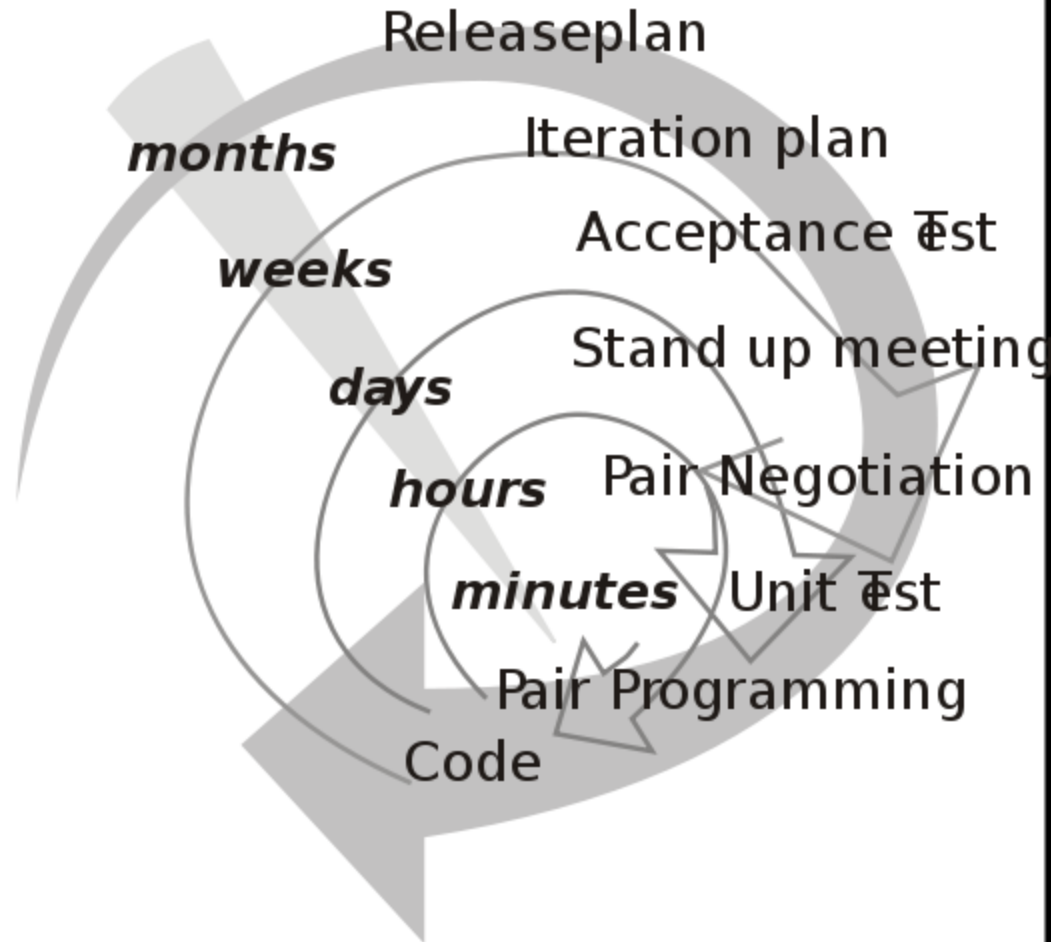 Releaseplan
Iteration plan
months
Acceptance Test
weeks
Stand up meeting
days
Pair Negotiation
hours
minutes
Unit Test
Pair Programming
Code